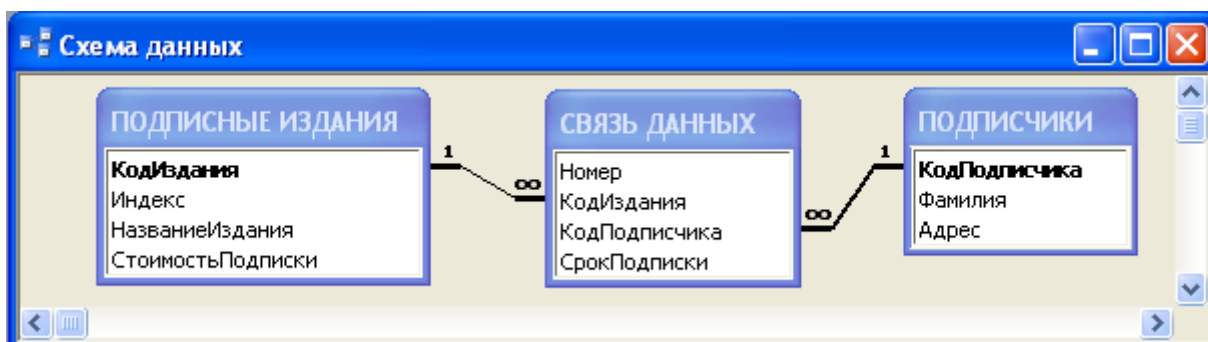 Схема данных
ПОДПИСНЫЕ ИЗДАНИЯ
КодИздания
Индекс
НазваниеИздания
СтоимостьПодписки
1
∞
СВЯЗЬ ДАННЫХ
Номер
КодИздания
КодПодписчика
СрокПодписки
1
∞
ПОДПИСЧИКИ
КодПодписчика
Фамилия
Адрес